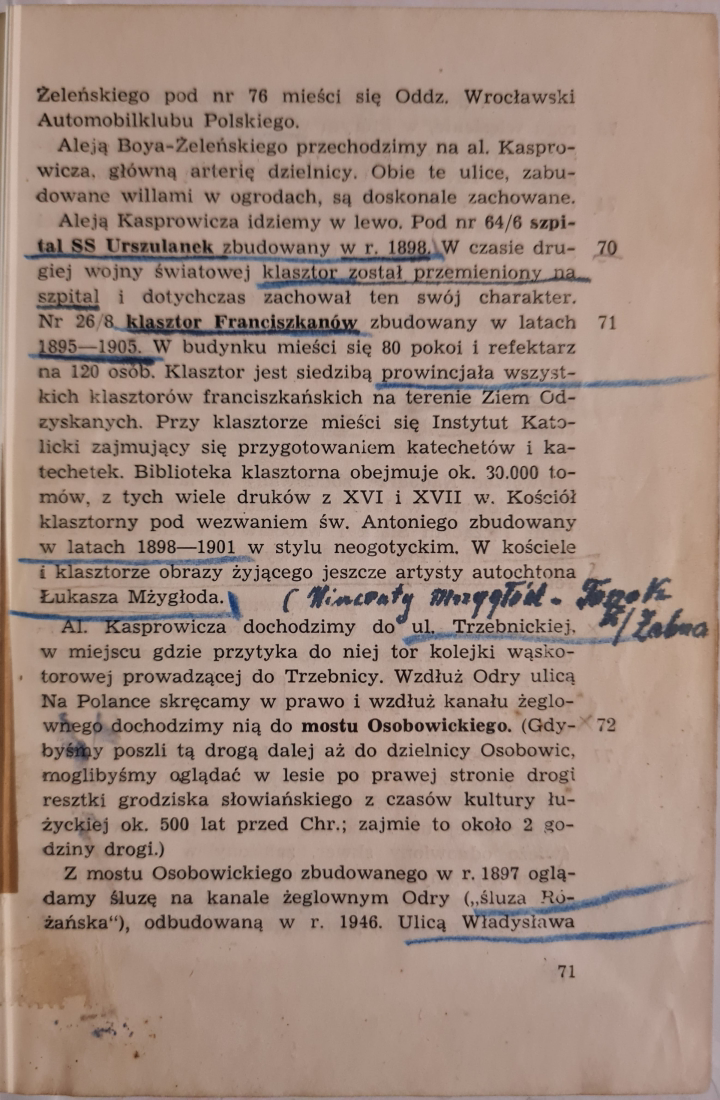 Żeleńskiego pod nr 76 mieści się Oddz. Wrocławski
Automobilklubu Polskiego.
Aleją Boya-Żeleńskiego przechodzimy na al. Kaspro-
wicza, główną arterię dzielnicy. Obie te ulice, zabu-
dowane willami w ogrodach, są doskonale zachowane.
Aleją Kasprowicza idziemy w lewo. Pod nr 64/6 szpi-
tal SS Urszulanek zbudowany w r. 1898. W czasie dru- 70
giej wojny światowej klasztor został przemieniony na
szpital i dotychczas zachował ten swój charakter.
Nr 26/8 klasztor Franciszkanów zbudowany w latach 71
1895—1905. W budynku mieści się 80 pokoi i refektarz
na 120 osób. Klasztor jest siedzibą prowincjała wszyst-
kich klasztorów franciszkańskich na terenie Ziem Od-
zyskanych. Przy klasztorze mieści się Instytut Kato-
licki zajmujący się przygotowaniem katechetów i ka-
techetek. Biblioteka klasztorna obejmuje ok. 30.000 to-
mów, z tych wiele druków z XVI i XVII w. Kościół
klasztorny pod wezwaniem św. Antoniego zbudowany
w latach 1898—1901 w stylu neogotyckim. W kościele
i klasztorze obrazy żyjącego jeszcze artysty autochtona
Łukasza Mżygłoda. (Wincenty Mrzygłód -
z/Żabna
Al. Kasprowicza dochodzimy do ul. Trzebnickiej,
w miejscu gdzie przytyka do niej tor kolejki wąsko-
torowej prowadzącej do Trzebnicy. Wzdłuż Odry ulicą
Na Polance skręcamy w prawo i wzdłuż kanału żeglo-
wnego dochodzimy nią do mostu Osobowickiego. (Gdy- 72
byśmy poszli tą drogą dalej aż do dzielnicy Osobowic,
moglibyśmy oglądać w lesie po prawej stronie drogi
resztki grodziska słowiańskiego z czasów kultury łu-
życkiej ok. 500 lat przed Chr.; zajmie to około 2 go-
dziny drogi.)
Z mostu Osobowickiego zbudowanego w r. 1897 oglą-
damy śluzę na kanale żeglownym Odry („śluza Ró-
żańska"), odbudowaną w r. 1946. Ulicą Władysława
71